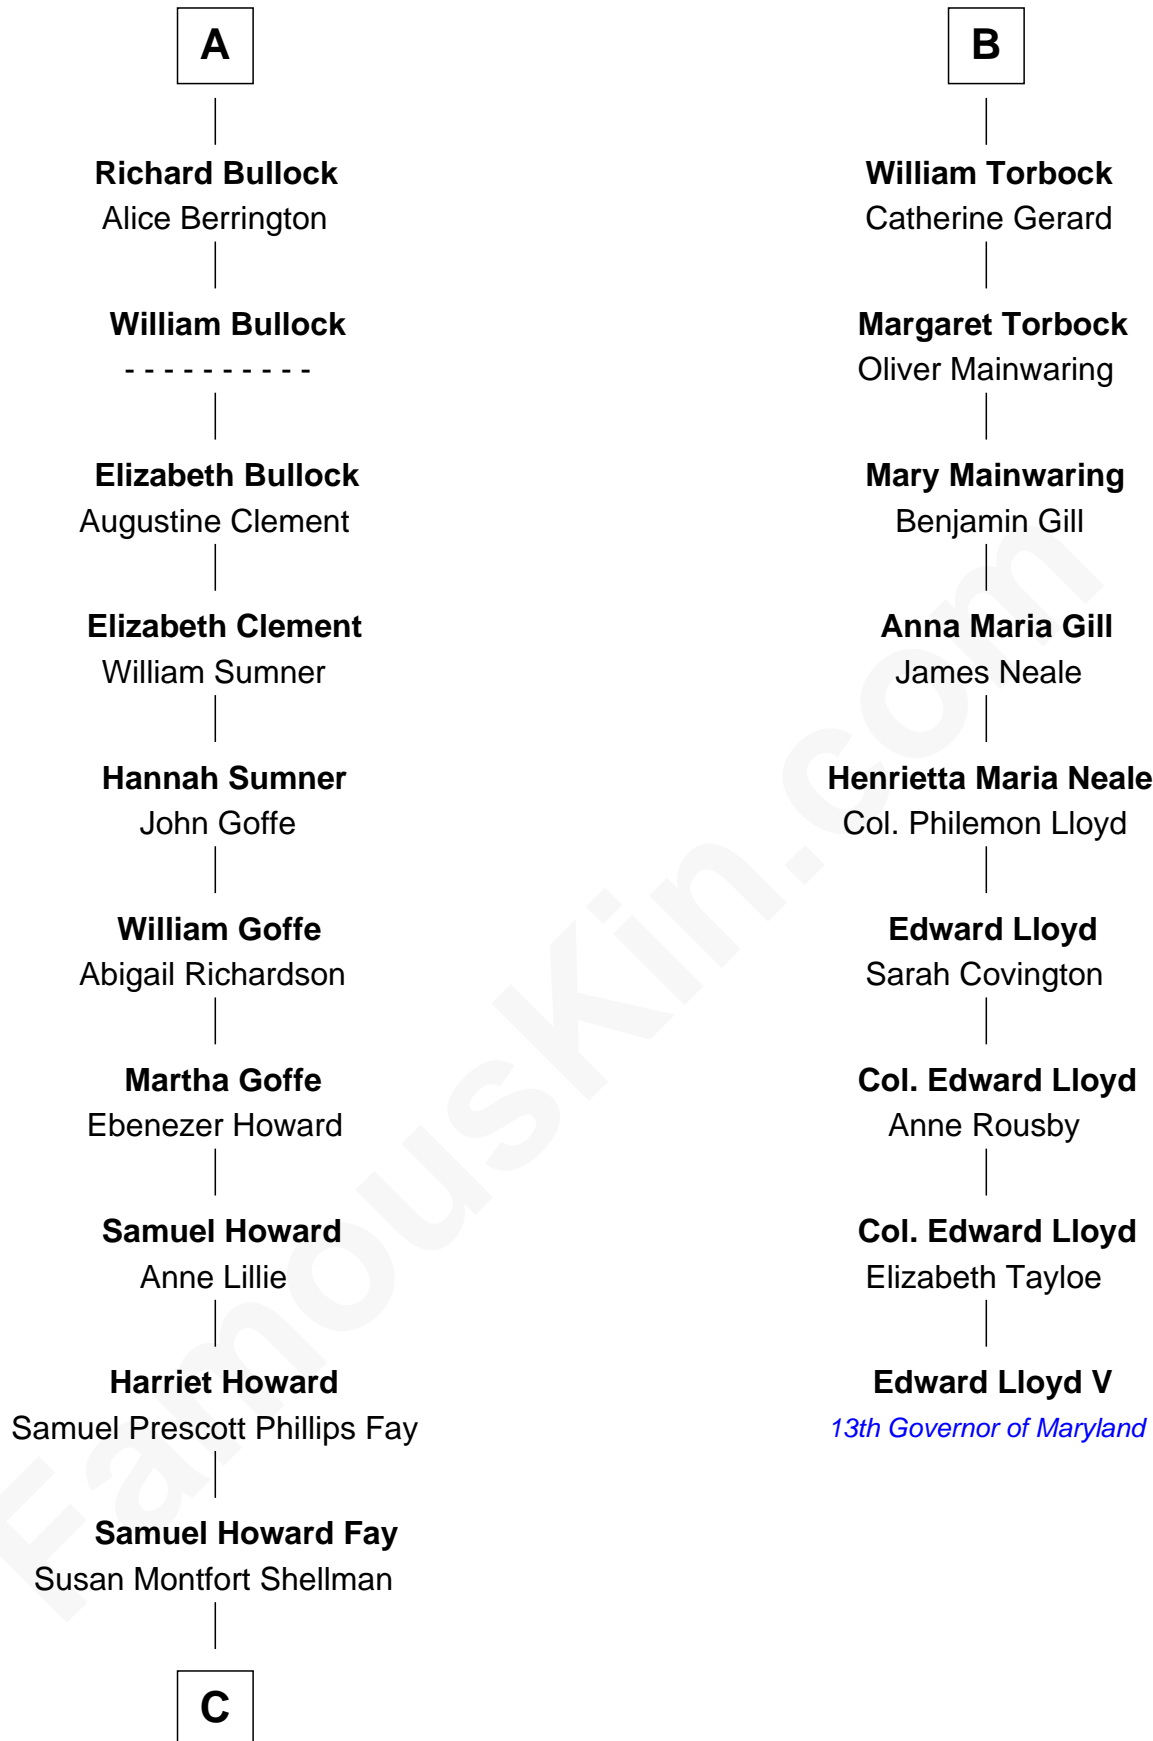 A
Richard Bullock
Alice Berrington
William Bullock
- - - - - - - - - -
Elizabeth Bullock
Augustine Clement
Elizabeth Clement
William Sumner
Hannah Sumner
John Goffe
William Goffe
Abigail Richardson
Martha Goffe
Ebenezer Howard
Samuel Howard
Anne Lillie
Harriet Howard
Samuel Prescott Phillips Fay
Samuel Howard Fay
Susan Montfort Shellman
C
B
William Torbock
Catherine Gerard
Margaret Torbock
Oliver Mainwaring
Mary Mainwaring
Benjamin Gill
Anna Maria Gill
James Neale
Henrietta Maria Neale
Col. Philemon Lloyd
Edward Lloyd
Sarah Covington
Col. Edward Lloyd
Anne Rousby
Col. Edward Lloyd
Elizabeth Tayloe
Edward Lloyd V
13th Governor of Maryland
FamousKin.com